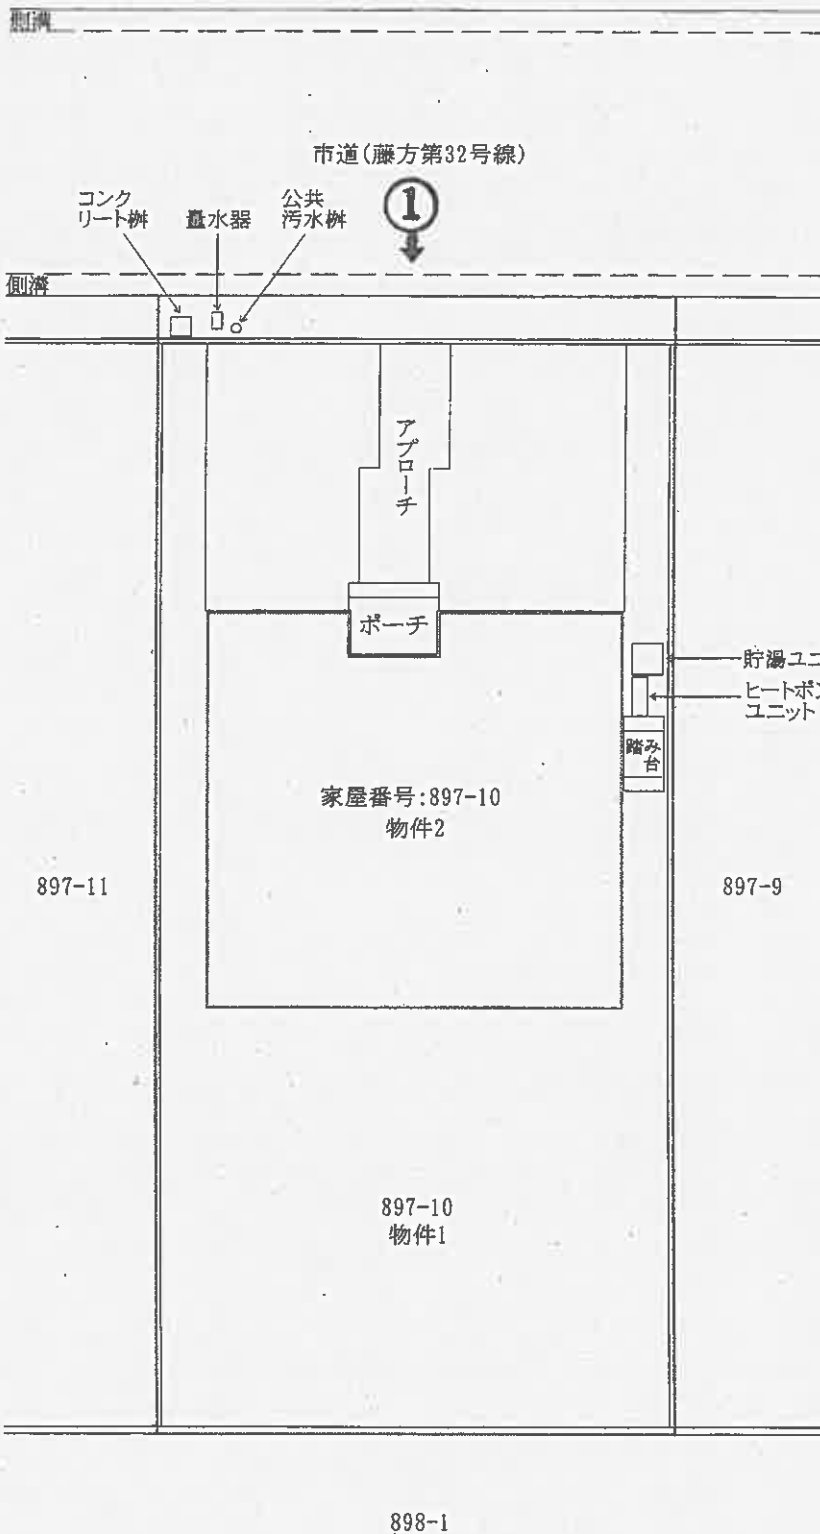 側溝
市道(藤方第32号線)
コンク
リート桝
量水器
公共
汚水桝
1
側溝
アプローチ
ポーチ
貯湯ユニ
ヒートポン
ユニット
踏み
台
家屋番号:897-10
物件2
897-11
897-9
897-10
物件1
898-1